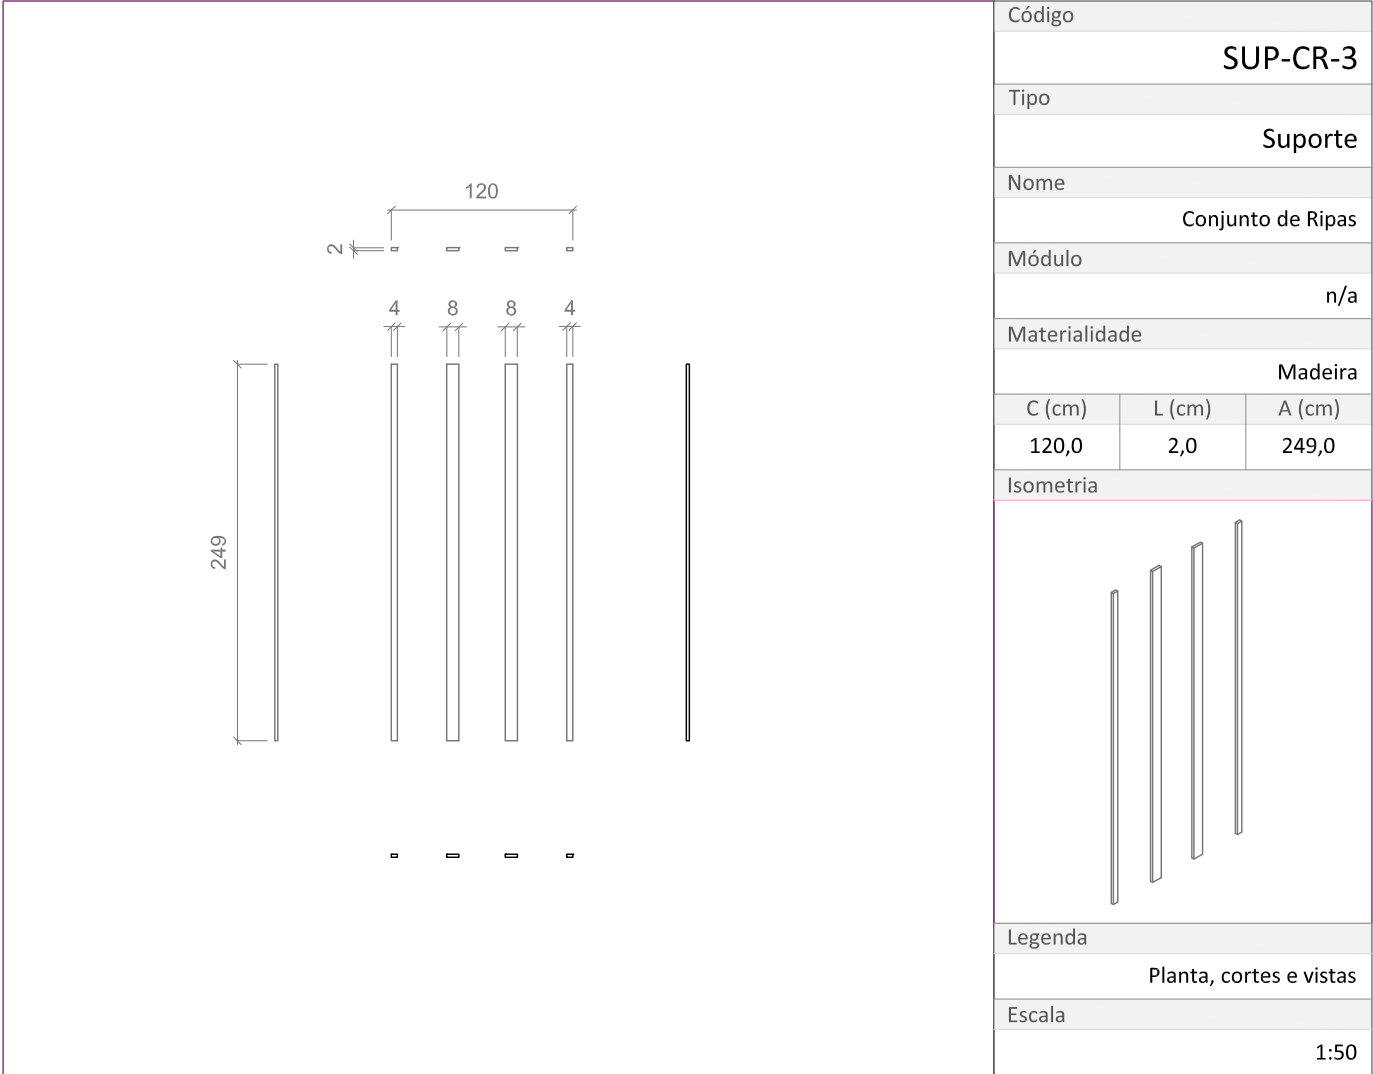 120
2
4 8 8 4
249
Código
SUP-CR-3
Tipo
Suporte
Nome
Conjunto de Ripas
Módulo
n/a
Materialidade
Madeira
C (cm) L (cm) A (cm)
120,0 2,0 249,0
Isometria
Legenda
Planta, cortes e vistas
Escala
1:50